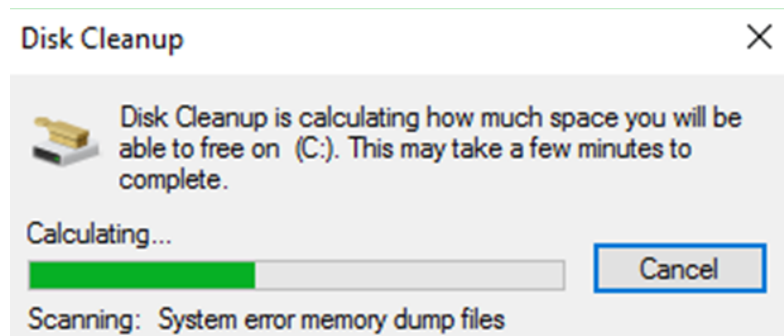 Disk Cleanup
Disk Cleanup is calculating how much space you will be
able to free on  (C:). This may take a few minutes to
complete.
Calculating...
Cancel
Scanning:  System error memory dump files